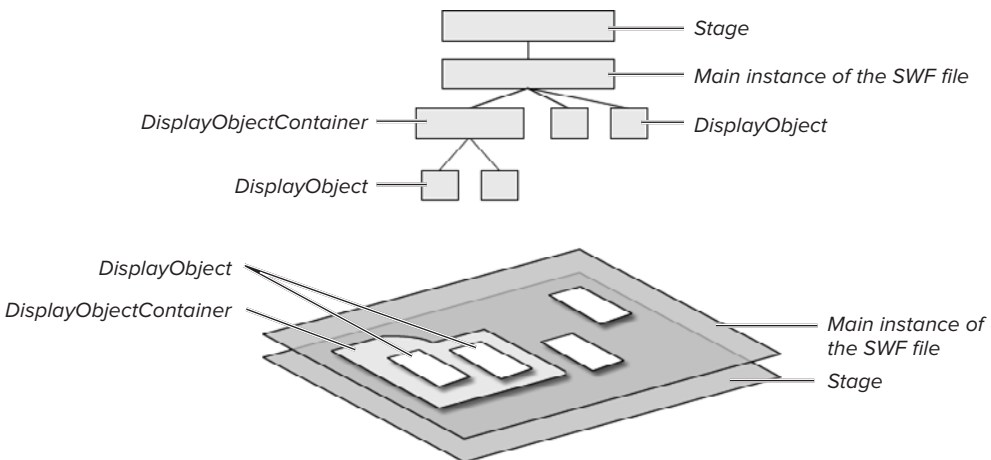 Stage
Main instance of the SWF file
DisplayObjectContainer
DisplayObject
DisplayObject
DisplayObject
DisplayObjectContainer
Main instance of
the SWF file
Stage